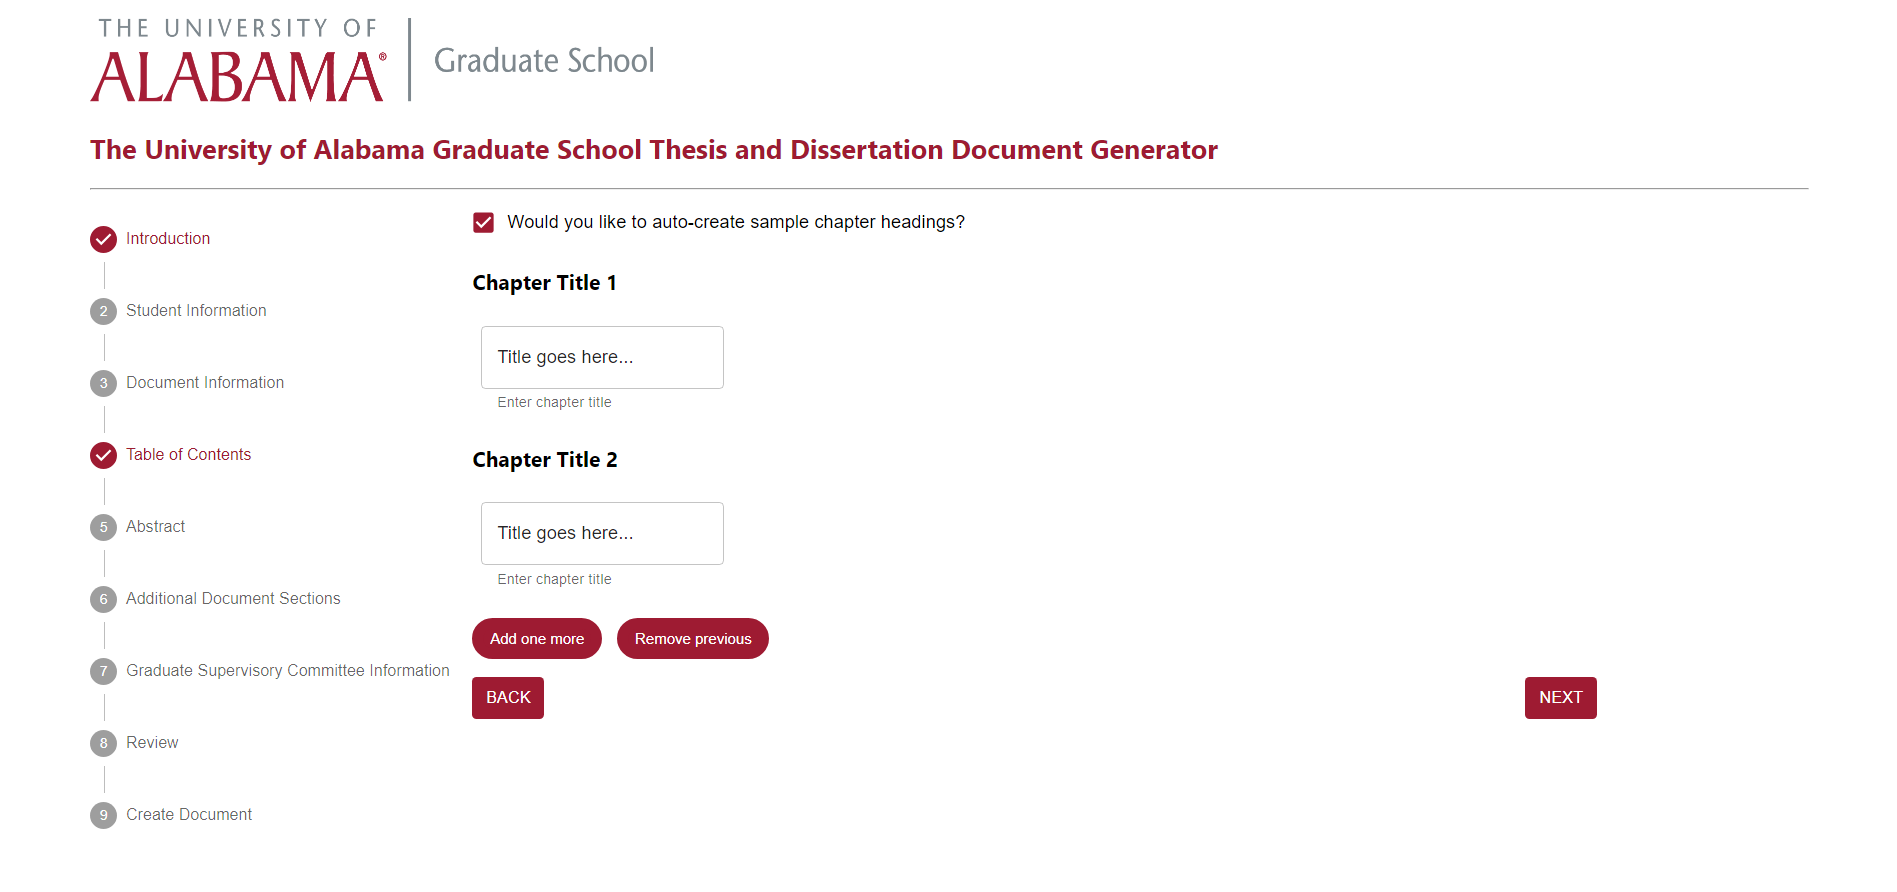 THE UNIVERSITY OF
ALABAMA®
Graduate School
The University of Alabama Graduate School Thesis and Dissertation Document Generator
Introduction
2 Student Information
3 Document Information
Table of Contents
5 Abstract
6 Additional Document Sections
7 Graduate Supervisory Committee Information
8 Review
9 Create Document
Would you like to auto-create sample chapter headings?
Chapter Title 1
Title goes here...
Enter chapter title
Chapter Title 2
Title goes here...
Enter chapter title
Add one more Remove previous
BACK NEXT